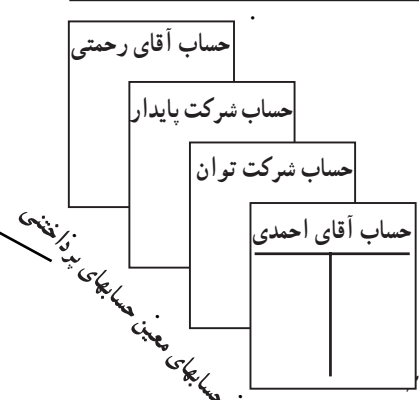 حساب آقای رحمتی
حساب شرکت پایدار
حساب شرکت توان
حساب آقای احمدی
حسابهای معین حسابهای پرداختنی